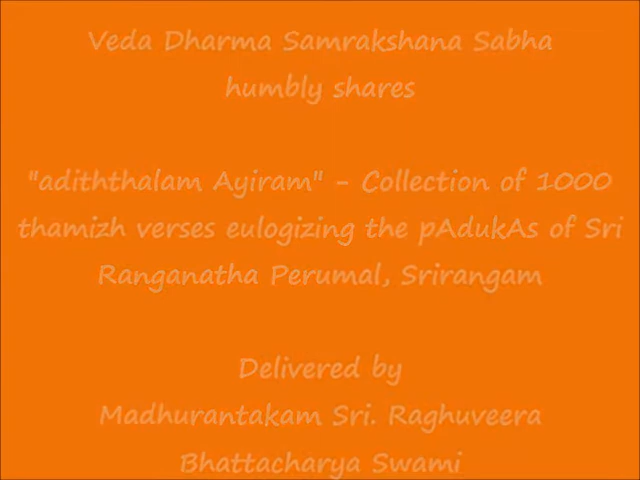 Veda Dharma Samrakshana Sabha
humbly shares
"adiththalam Ayiram" - Collection of 1000
thamizh verses eulogizing the pAdukAs of Sri
Ranganatha Perumal, Srirangam
Delivered by
Madhurantakam Sri. Raghuveera
Bhattacharya Swami